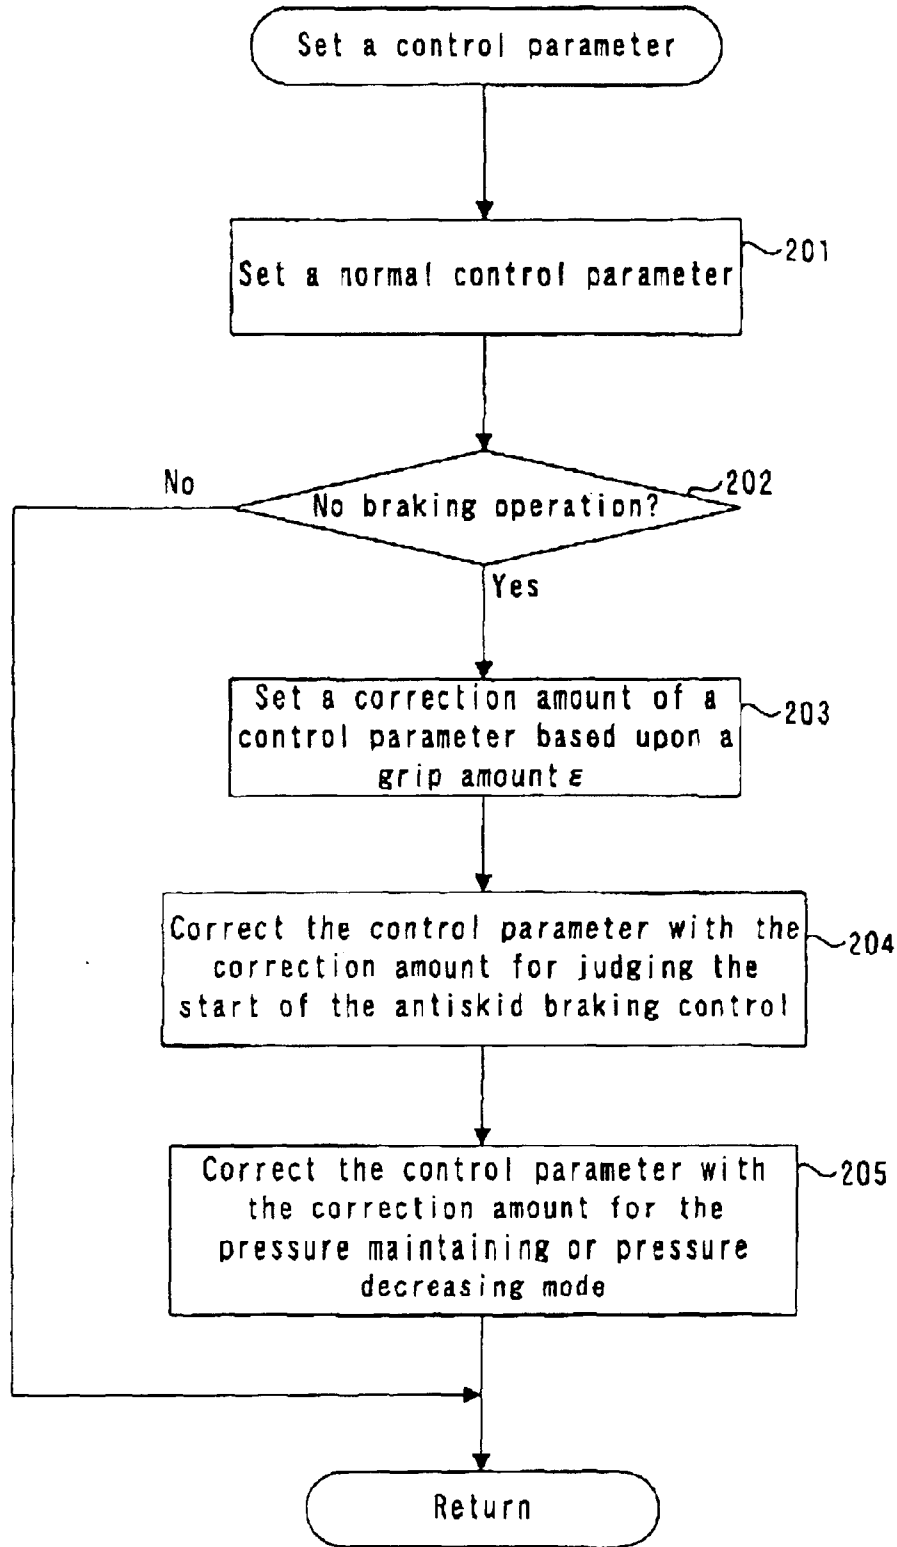 Set a control parameter
Set a normal control parameter
201
No
No braking operation?
202
Yes
Set a correction amount of a
control parameter based upon a
grip amount ε
203
Correct the control parameter with the
correction amount for judging the
start of the antiskid braking control
204
Correct the control parameter with
the correction amount for the
pressure maintaining or pressure
decreasing mode
205
Return